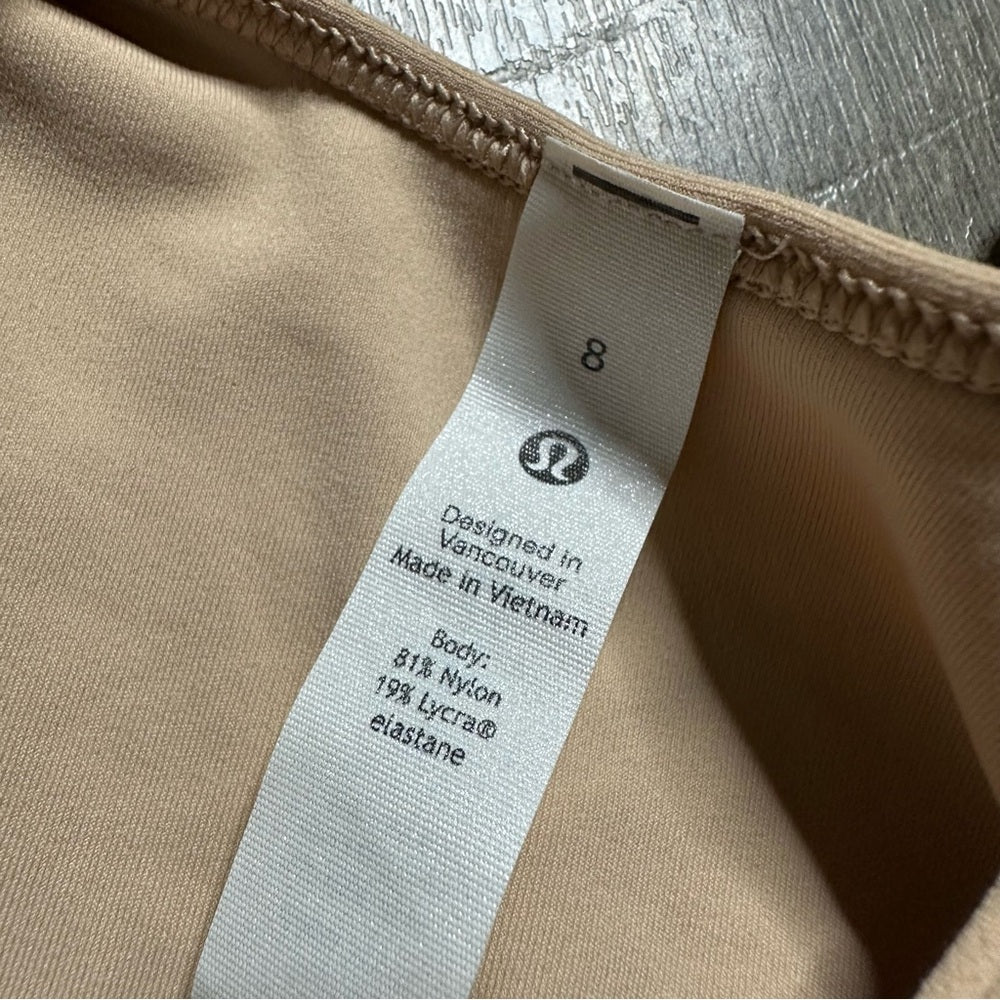 8
Designed in
Vancouver
Made in Vietnam
Body:
81% Nylon
19% Lycra®
elastane